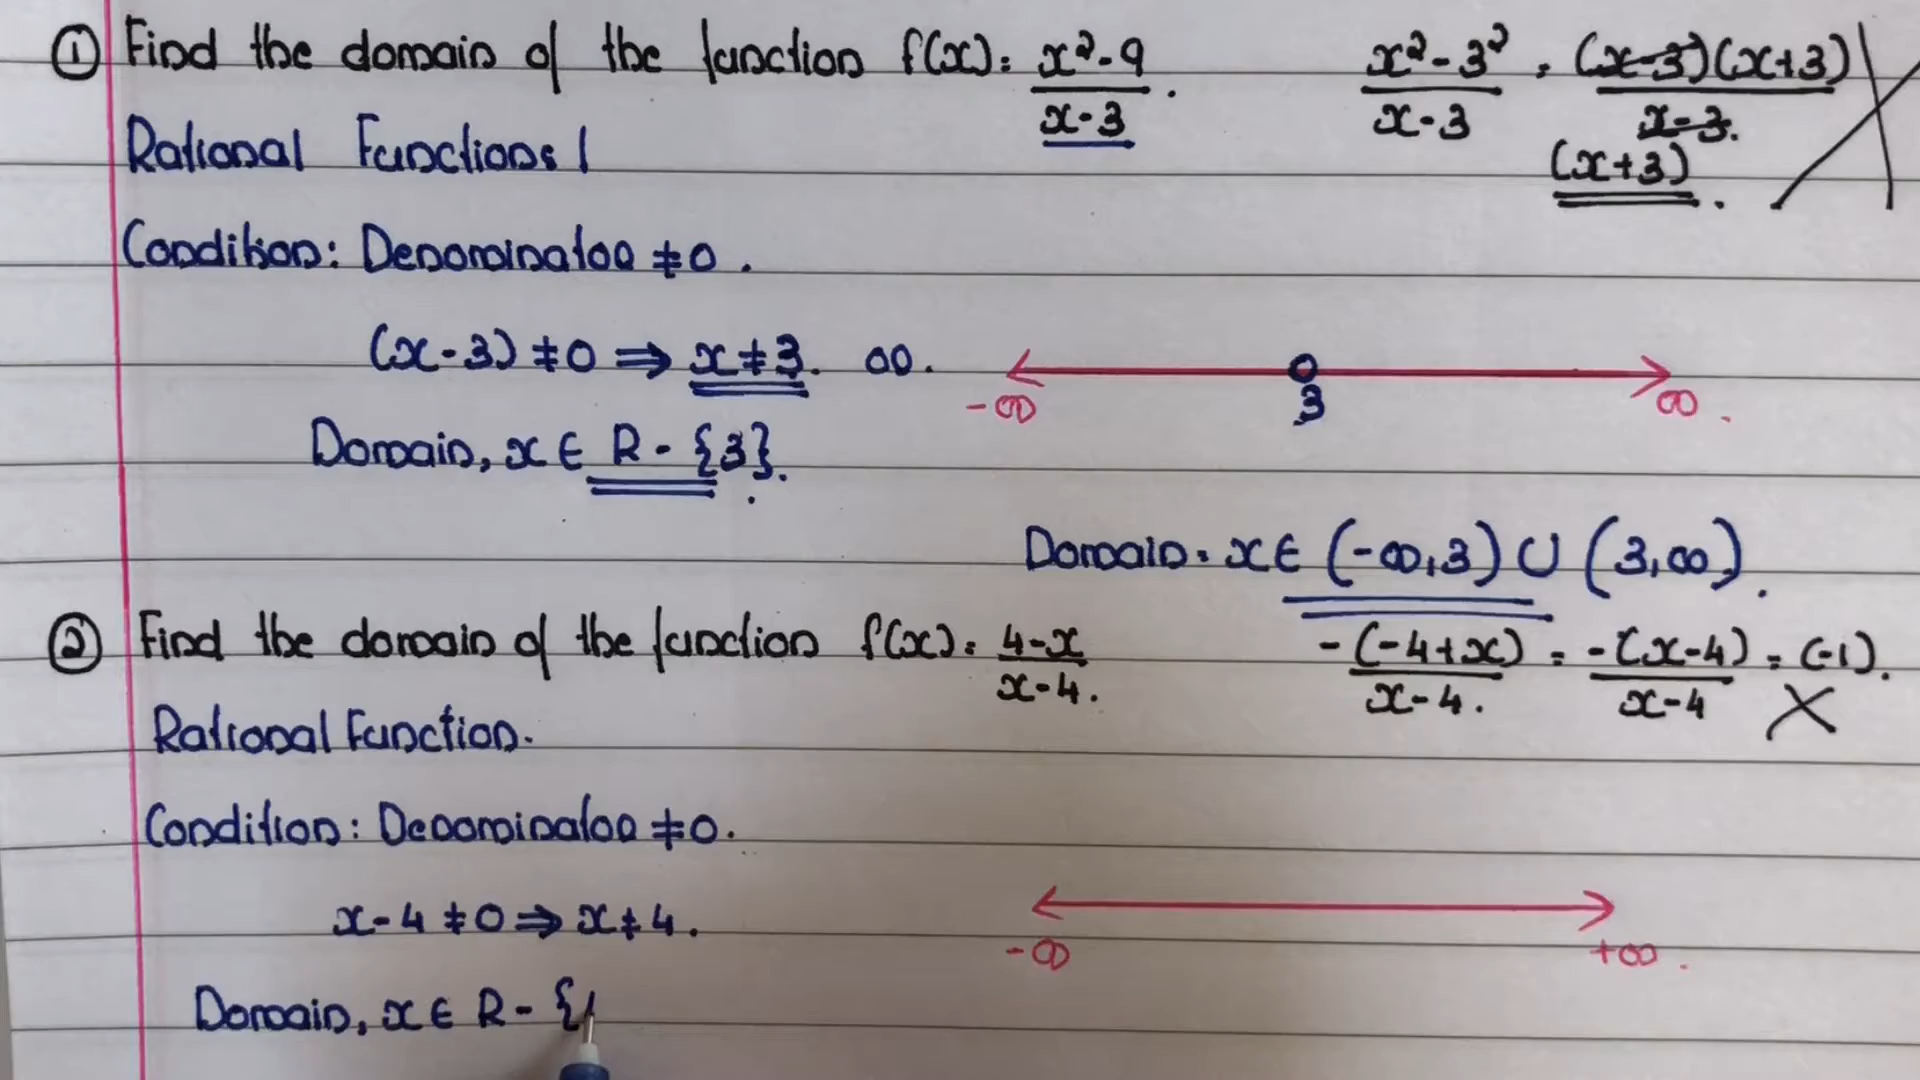 ① Find the domain of the function f(x) = x²-9 / x-3 .
x²-3² / x-3 = (x-3)(x+3) / x-3.
(x+3) .
Rational Functions
Condition: Denominator ≠0 .
(x-3) ≠0 ⇒ x≠3. ∞.
-∞ 3 ∞ .
Domain, x∈ R - {3}.
Domain = x∈ (-∞,3) ∪ (3,∞) .
② Find the domain of the function f(x) = 4-x / x-4.
-(-4+x) / x-4. = -(x-4) / x-4 = (-1).
X
Rational Function.
Condition: Denominator ≠0.
x-4 ≠0 ⇒ x≠4.
-∞ +∞ .
Domain, x∈ R - {